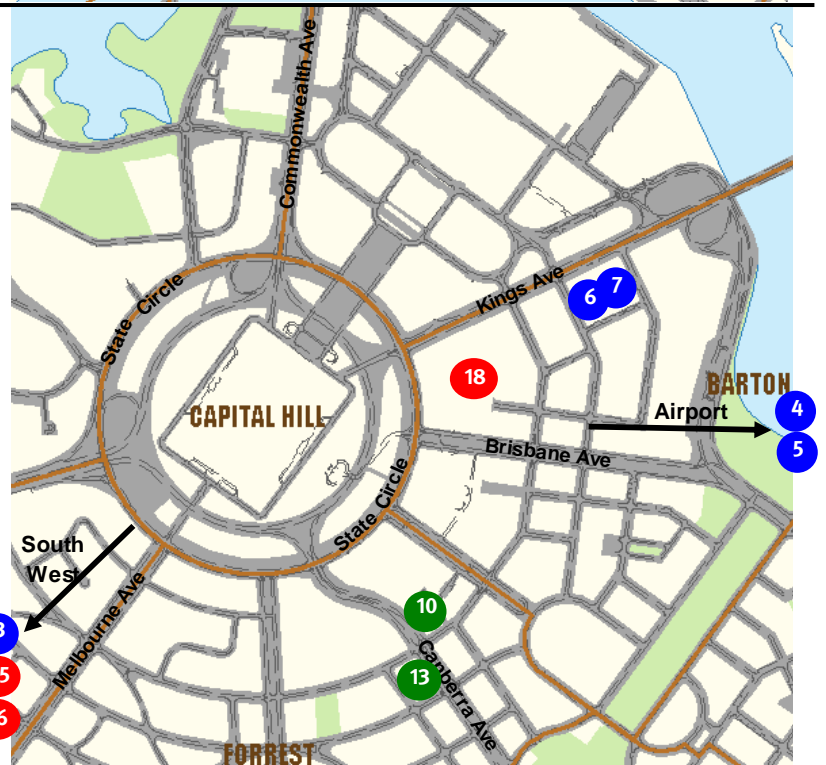 Commonwealth Ave
State Circle
Kings Ave
6
7
18
BARTON
CAPITAL HILL
Airport
4
Brisbane Ave
5
State Circle
South
West
Melbourne Ave
10
Canberra Ave
13
FORREST